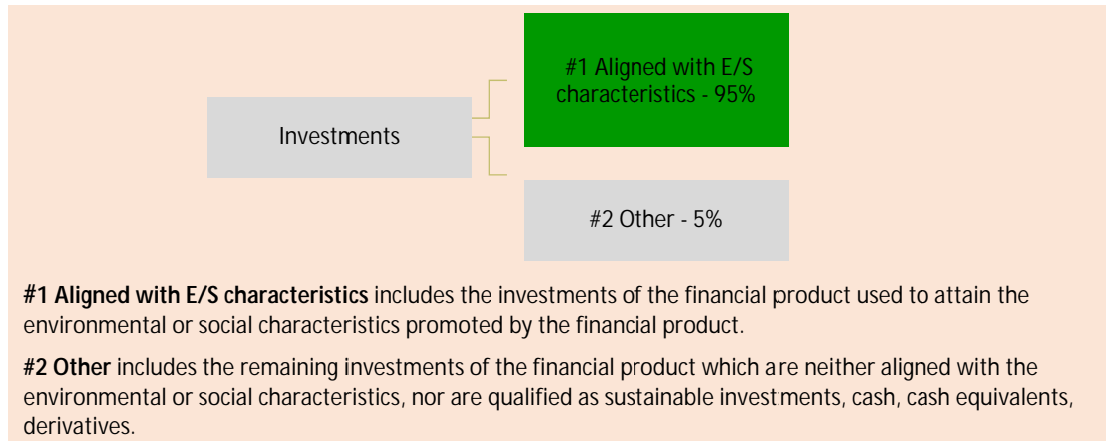 #1 Aligned with E/S
characteristics - 95%
Investments
#2 Other - 5%
#1 Aligned with E/S characteristics includes the investments of the financial product used to attain the
environmental or social characteristics promoted by the financial product.
#2 Other includes the remaining investments of the financial product which are neither aligned with the
environmental or social characteristics, nor are qualified as sustainable investments, cash, cash equivalents,
derivatives.